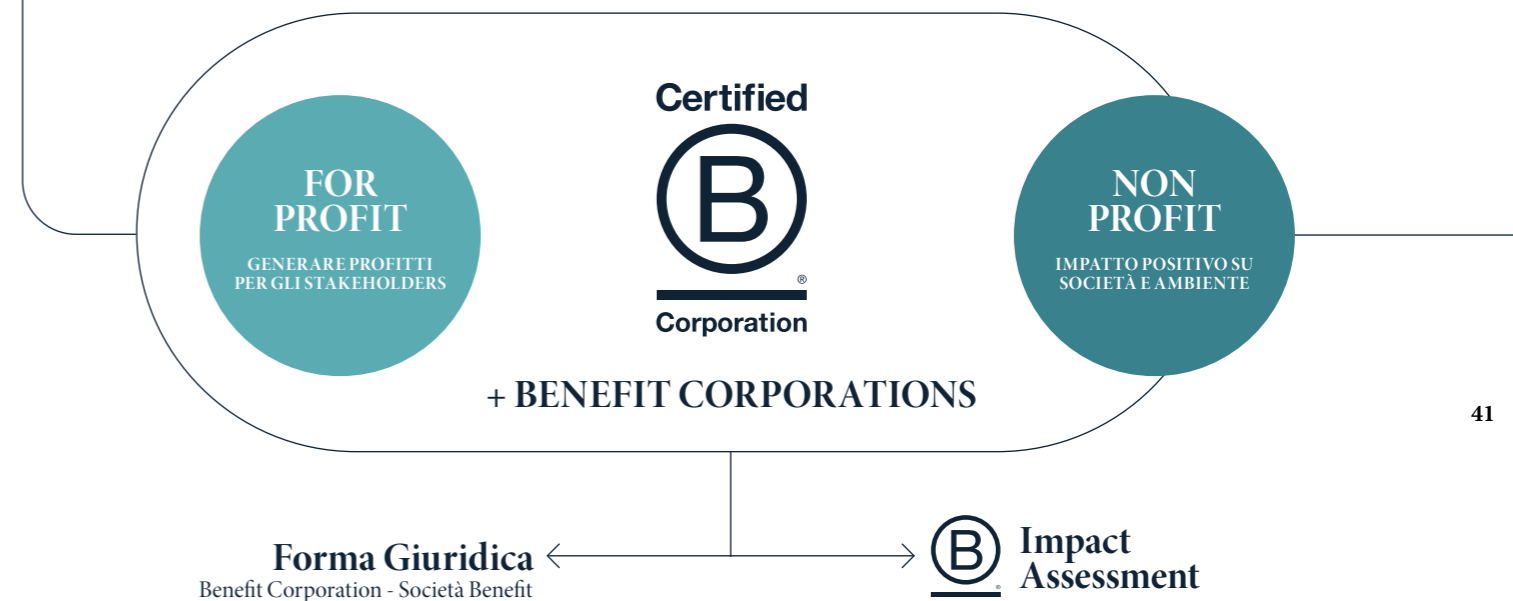 Certified
B
®
Corporation
FOR
PROFIT
GENERARE PROFITTI
PER GLI STAKEHOLDERS
NON
PROFIT
IMPATTO POSITIVO SU
SOCIETÀ E AMBIENTE
+ BENEFIT CORPORATIONS
41
Forma Giuridica
Benefit Corporation - Società Benefit
B
®
Impact
Assessment